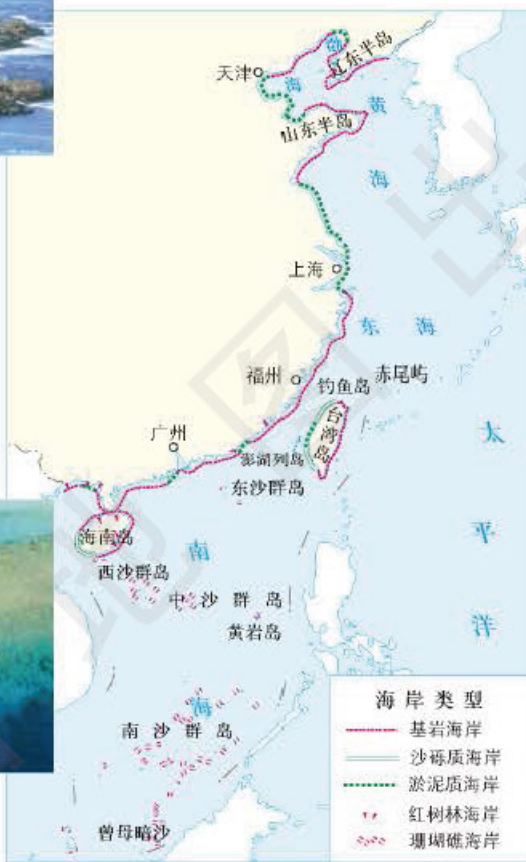 渤
海
辽东半岛
天津
山东半岛
黄
海
上海
东 海
福州
钓鱼岛
赤尾屿
台湾岛
广州
澎湖列岛
东沙群岛
太
平
洋
海南岛
南
海
西沙群岛
中沙群岛
黄岩岛
南沙群岛
曾母暗沙
海岸类型
基岩海岸
沙砾质海岸
淤泥质海岸
红树林海岸
珊瑚礁海岸